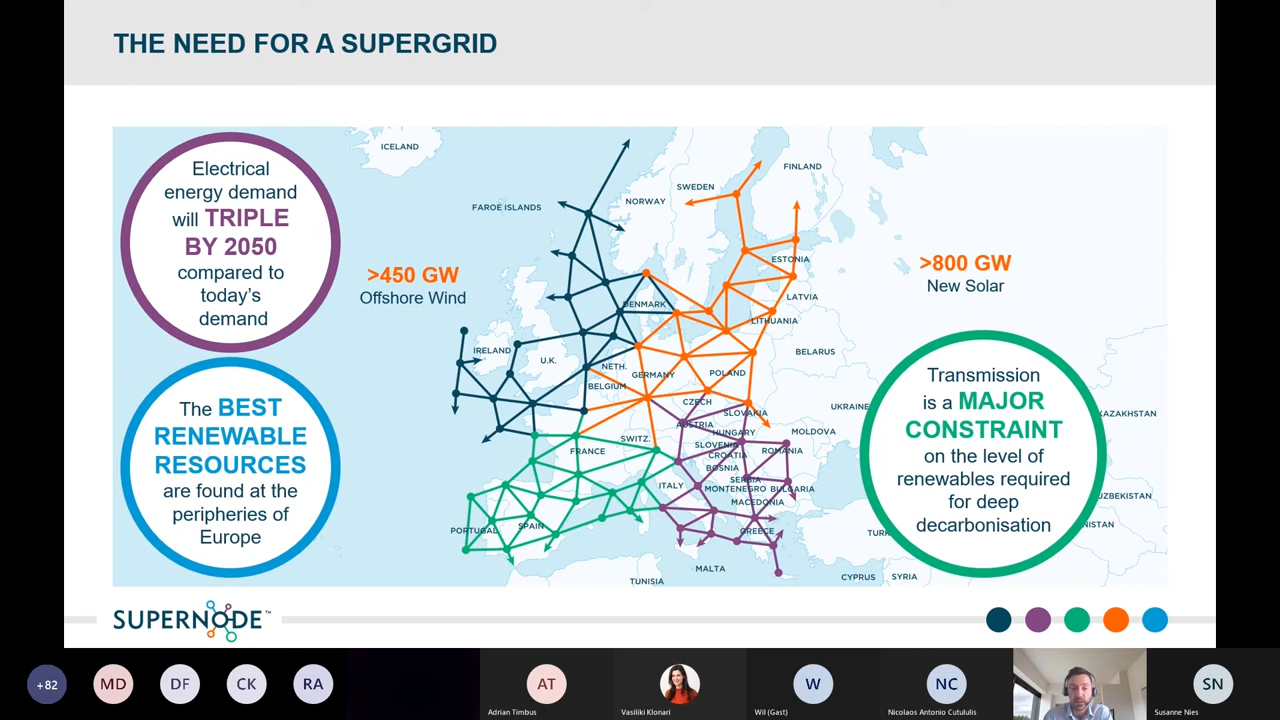 THE NEED FOR A SUPERGRID
Electrical
energy demand
will TRIPLE
BY 2050
compared to
today's
demand
The BEST
RENEWABLE
RESOURCES
are found at the
peripheries of
Europe
>450 GW
Offshore Wind
>800 GW
New Solar
Transmission
is a MAJOR
CONSTRAINT
on the level of
renewables required
for deep
decarbonisation
ICELAND
FAROE ISLANDS
NORWAY
SWEDEN
FINLAND
ESTONIA
LATVIA
LITHUANIA
DENMARK
IRELAND
U.K.
NETH.
BELGIUM
GERMANY
POLAND
BELARUS
UKRAINE
CZECH
SLOVAKIA
AUSTRIA
HUNGARY
MOLDOVA
SWITZ.
FRANCE
SLOVENIA
CROATIA
ROMANIA
BOSNIA
SERBIA
MONTENEGRO
BULGARIA
ITALY
MACEDONIA
PORTUGAL
SPAIN
GREECE
TURK
MALTA
TUNISIA
CYPRUS
SYRIA
KAZAKHSTAN
UZBEKISTAN
NISTAN
SUPERNODE™
+82
MD
DF
CK
RA
AT
Adrian Timbus
Vasiliki Klonari
W
Wil (Gast)
NC
Nicolaos Antonio Cutululis
SN
Susanne Nies